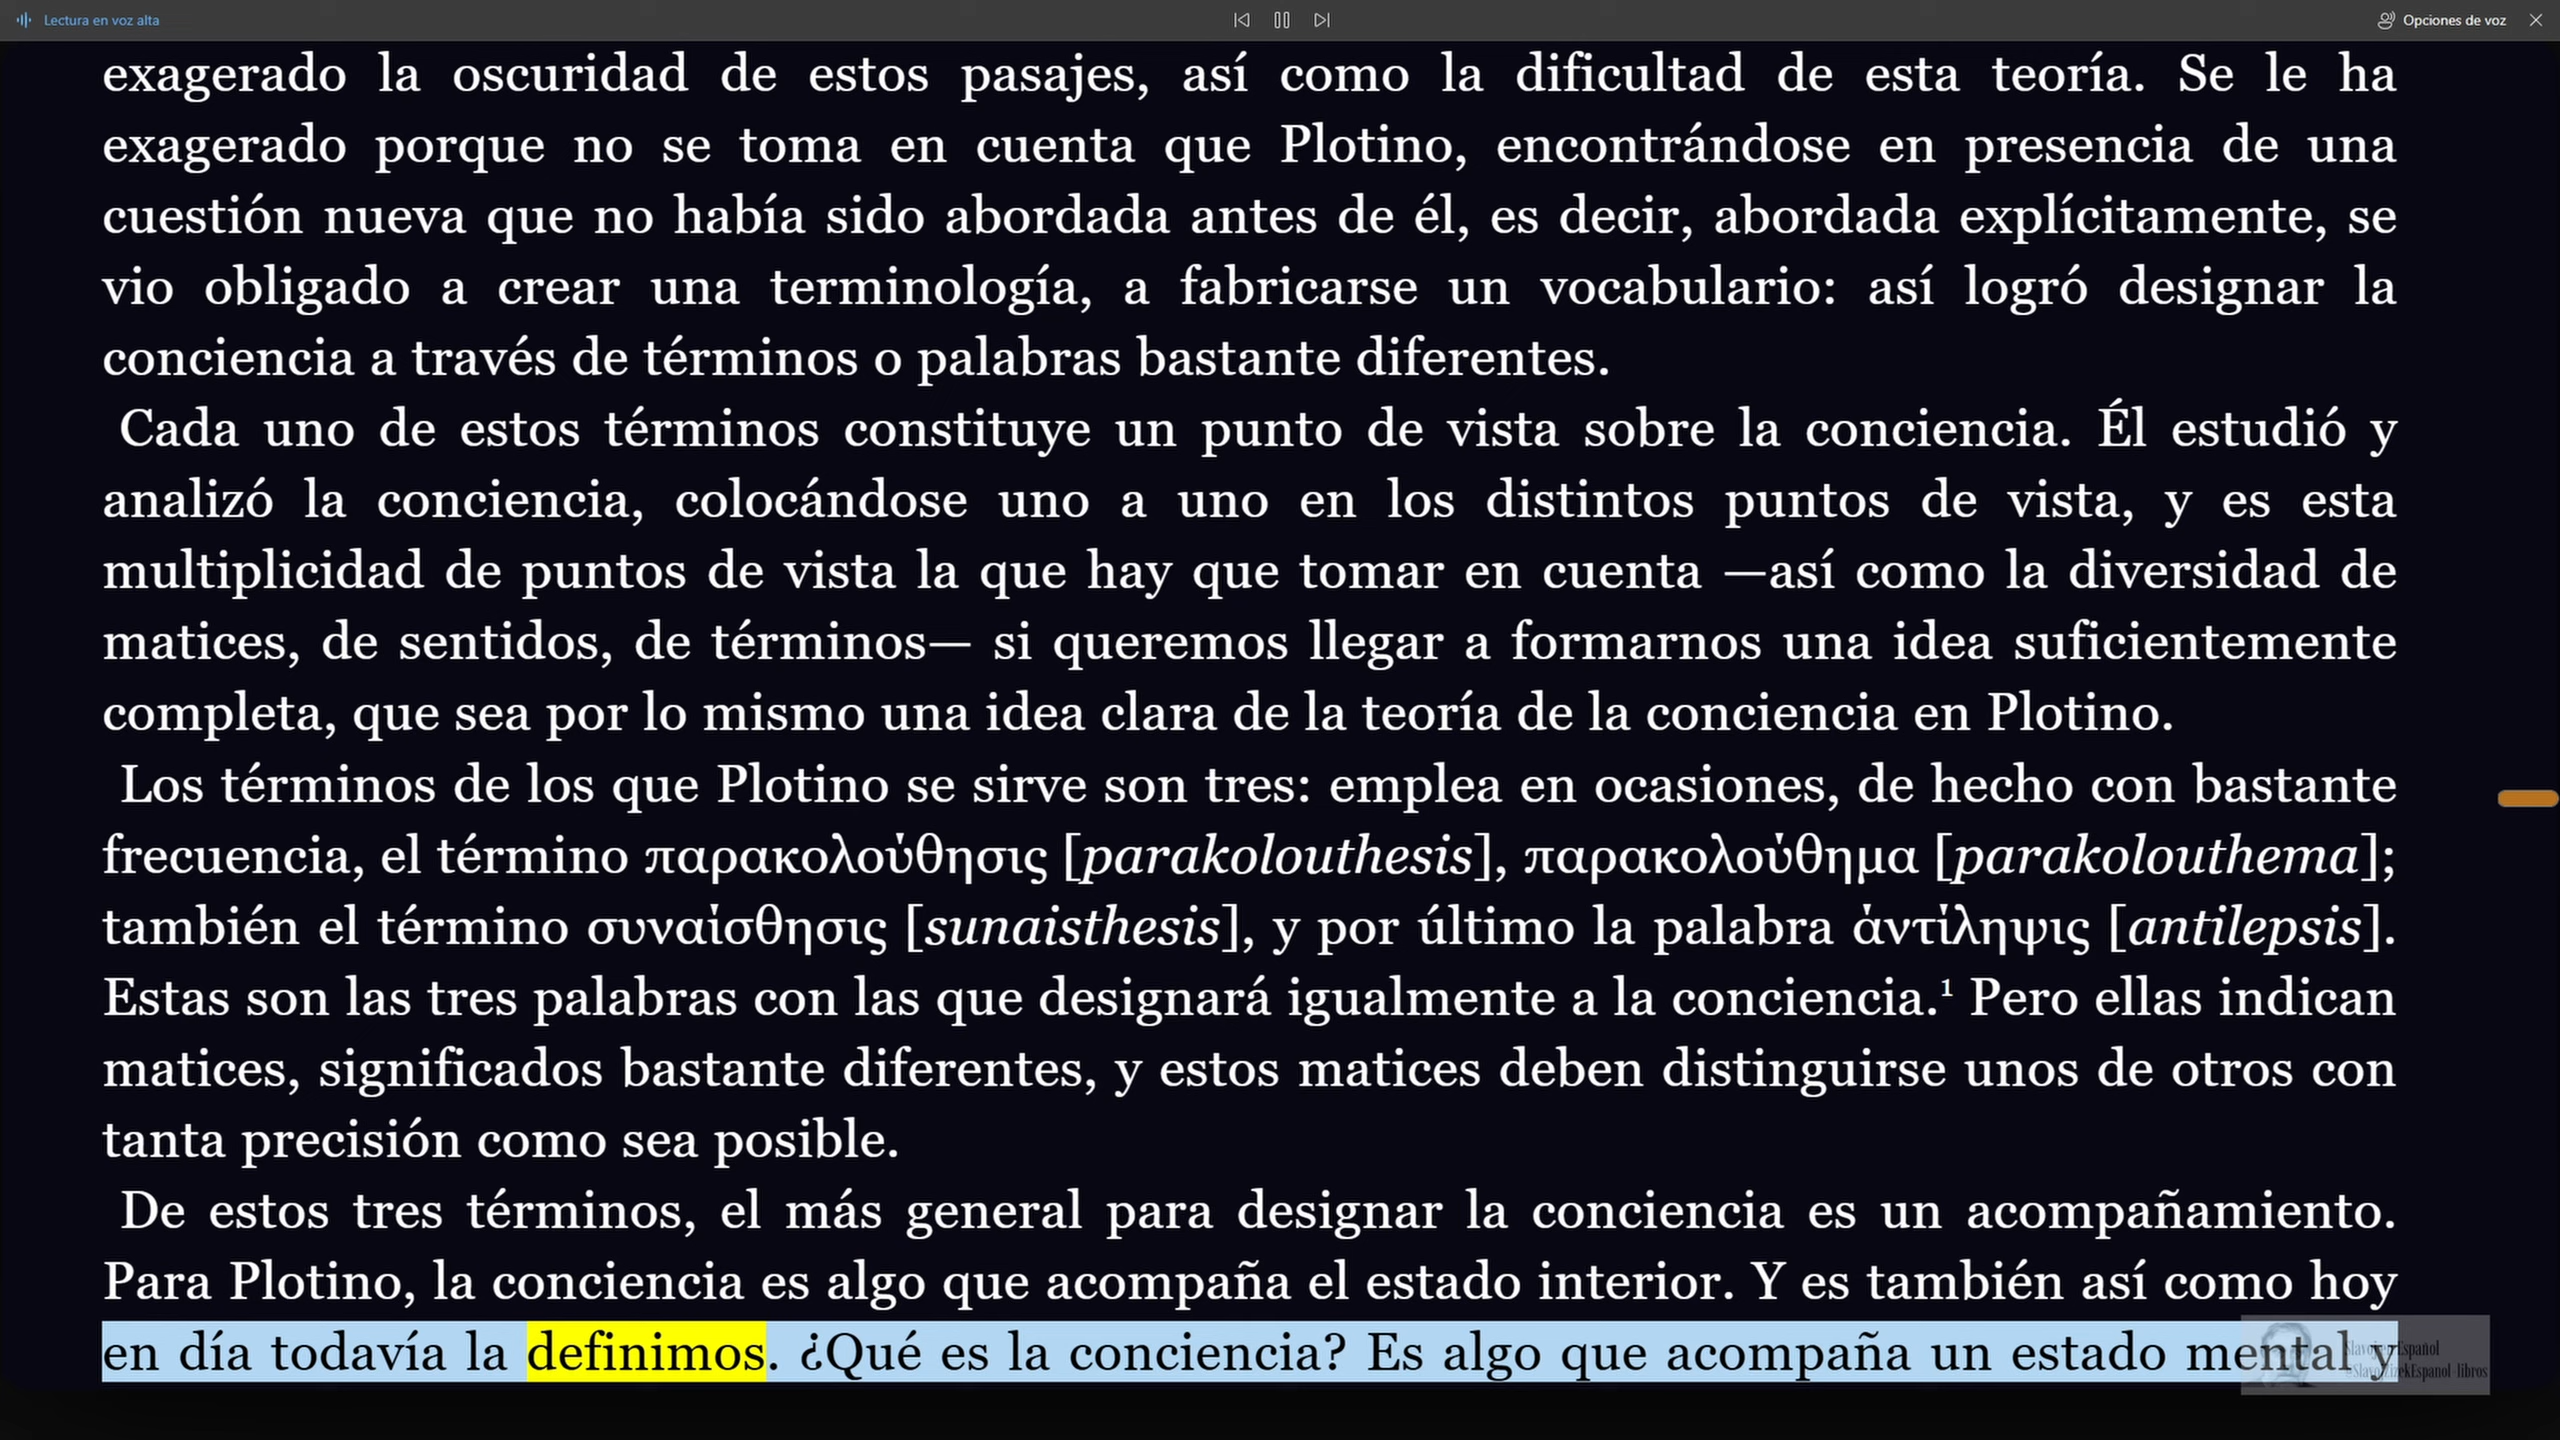 Lectura en voz alta
Opciones de voz
exagerado la oscuridad de estos pasajes, así como la dificultad de esta teoría. Se le ha
exagerado porque no se toma en cuenta que Plotino, encontrándose en presencia de una
cuestión nueva que no había sido abordada antes de él, es decir, abordada explícitamente, se
vio obligado a crear una terminología, a fabricarse un vocabulario: así logró designar la
conciencia a través de términos o palabras bastante diferentes.
Cada uno de estos términos constituye un punto de vista sobre la conciencia. Él estudió y
analizó la conciencia, colocándose uno a uno en los distintos puntos de vista, y es esta
multiplicidad de puntos de vista la que hay que tomar en cuenta —así como la diversidad de
matices, de sentidos, de términos— si queremos llegar a formarnos una idea suficientemente
completa, que sea por lo mismo una idea clara de la teoría de la conciencia en Plotino.
Los términos de los que Plotino se sirve son tres: emplea en ocasiones, de hecho con bastante
frecuencia, el término παρακολούθησις [parakolouthesis], παρακολούθημα [parakolouthema];
también el término συναίσθησις [sunaisthesis], y por último la palabra ἀντίληψις [antilepsis].
Estas son las tres palabras con las que designará igualmente a la conciencia.¹ Pero ellas indican
matices, significados bastante diferentes, y estos matices deben distinguirse unos de otros con
tanta precisión como sea posible.
De estos tres términos, el más general para designar la conciencia es un acompañamiento.
Para Plotino, la conciencia es algo que acompaña el estado interior. Y es también así como hoy
en día todavía la definimos. ¿Qué es la conciencia? Es algo que acompaña un estado mental y